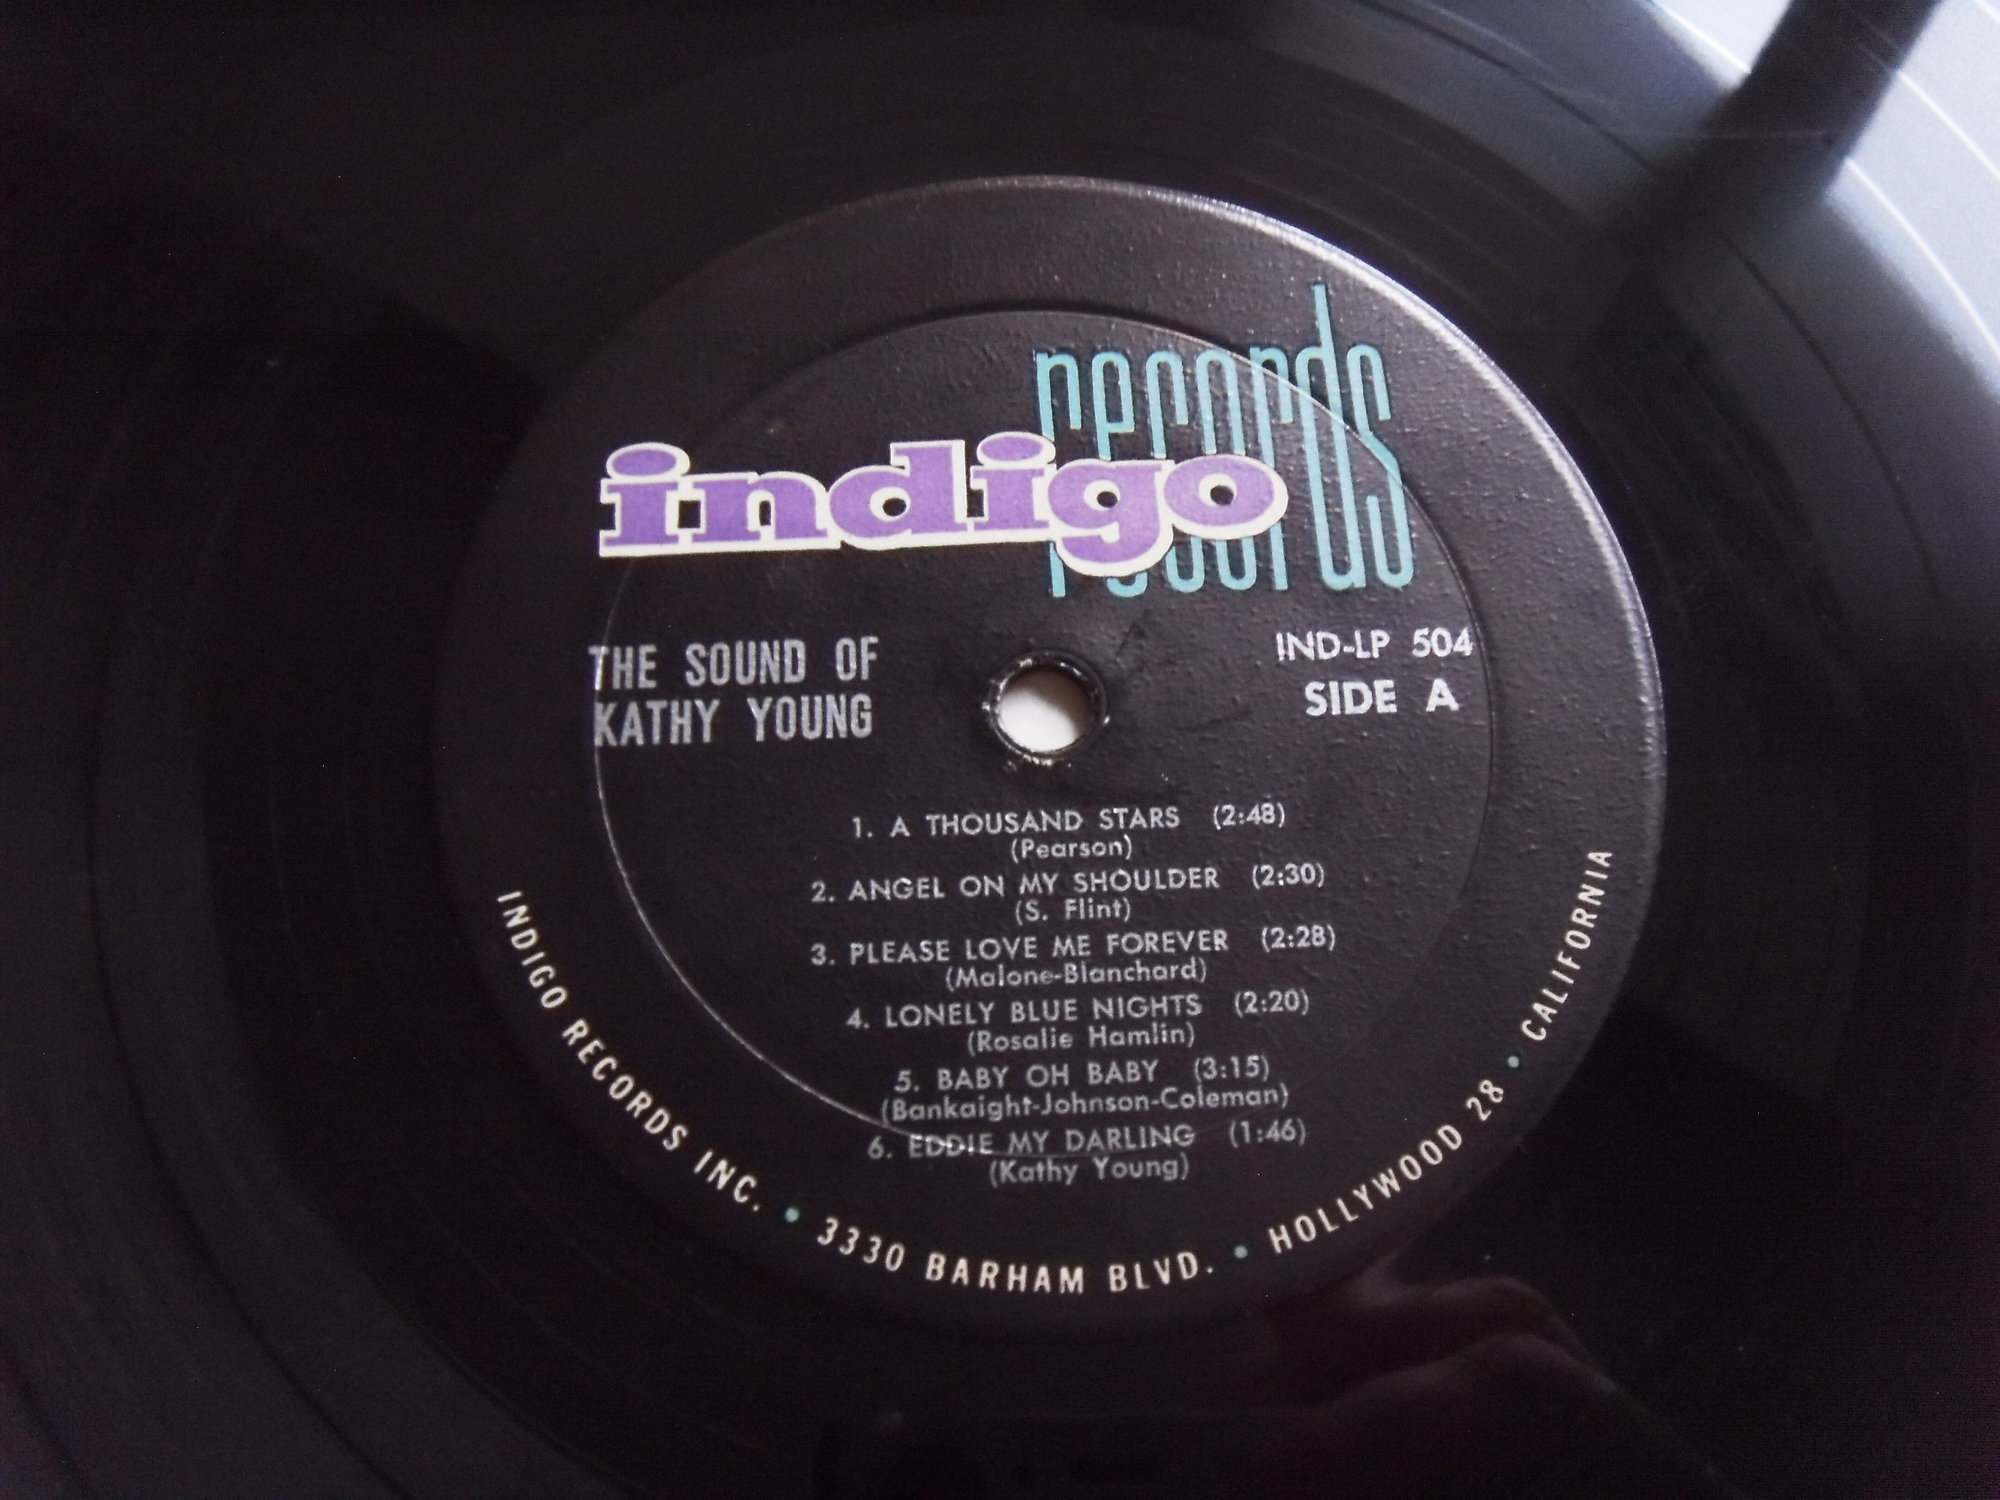 records
indigo
THE SOUND OF
KATHY YOUNG
IND-LP 504
SIDE A
1. A THOUSAND STARS (2:48)
(Pearson)
2. ANGEL ON MY SHOULDER (2:30)
(S. Flint)
3. PLEASE LOVE ME FOREVER (2:28)
(Malone-Blanchard)
4. LONELY BLUE NIGHTS (2:20)
(Rosalie Hamlin)
5. BABY OH BABY (3:15)
(Bankaight-Johnson-Coleman)
6. EDDIE MY DARLING (1:46)
(Kathy Young)
INDIGO RECORDS INC. • 3330 BARHAM BLVD. • HOLLYWOOD 28 • CALIFORNIA